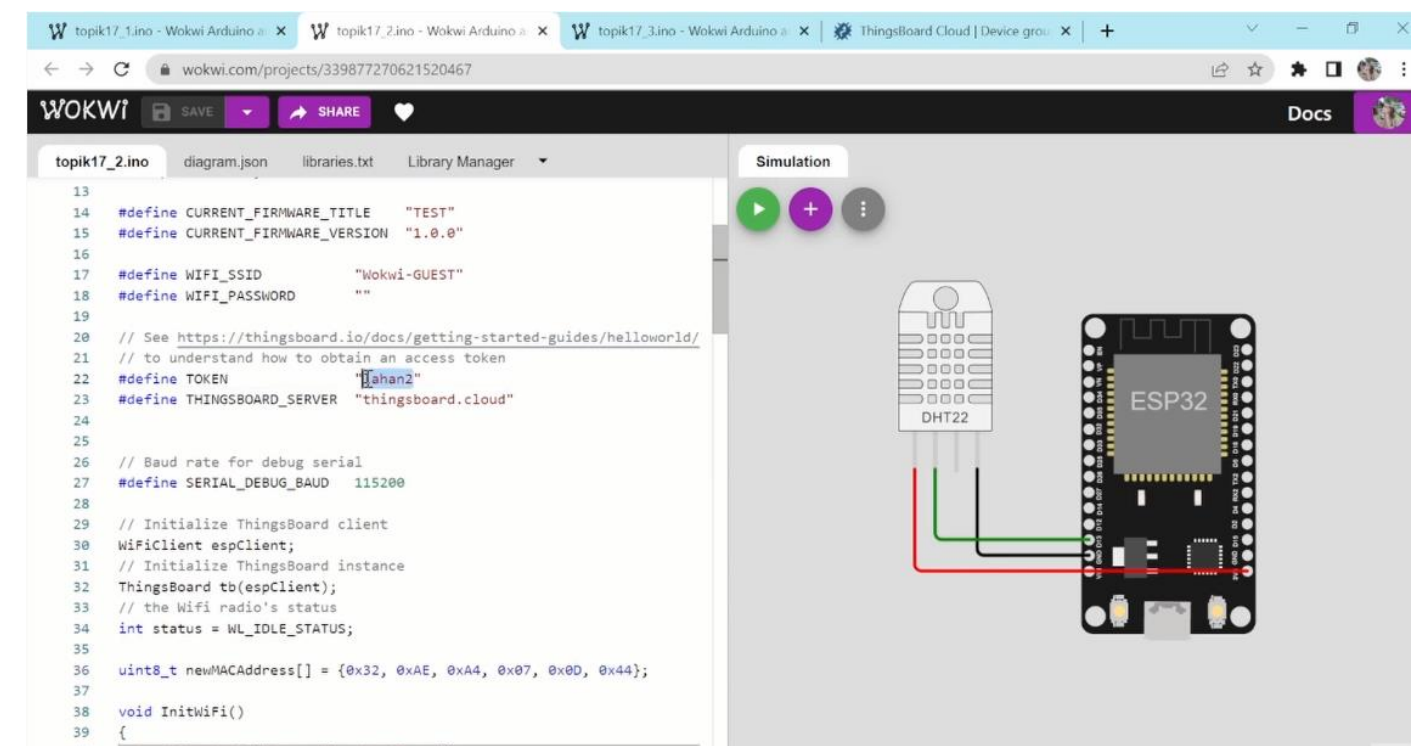 topik17_1.ino - Wokwi Arduino a
topik17_2.ino - Wokwi Arduino a
topik17_3.ino - Wokwi Arduino a
ThingsBoard Cloud | Device grou
wokwi.com/projects/339877270621520467
WOKWI SAVE SHARE Docs
topik17_2.ino diagram.json libraries.txt Library Manager
Simulation
13
14 #define CURRENT_FIRMWARE_TITLE "TEST"
15 #define CURRENT_FIRMWARE_VERSION "1.0.0"
16
17 #define WIFI_SSID "Wokwi-GUEST"
18 #define WIFI_PASSWORD ""
19
20 // See https://thingsboard.io/docs/getting-started-guides/helloworld/
21 // to understand how to obtain an access token
22 #define TOKEN
23 #define THINGSBOARD_SERVER "thingsboard.cloud"
24
25
26 // Baud rate for debug serial
27 #define SERIAL_DEBUG_BAUD 115200
28
29 // Initialize ThingsBoard client
30 WiFiClient espClient;
31 // Initialize ThingsBoard instance
32 ThingsBoard tb(espClient);
33 // the Wifi radio's status
34 int status = WL_IDLE_STATUS;
35
36 uint8_t newMACAddress[] = {0x32, 0xAE, 0xA4, 0x07, 0x0D, 0x44};
37
38 void InitWiFi()
39 {
DHT22
ESP32